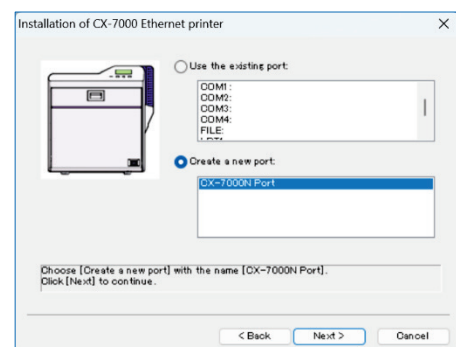 Installation of CX-7000 Ethernet printer
Use the existing port:
COM1:
COM2:
COM3:
COM4:
FILE:
Create a new port:
CX-7000N Port
Choose [Create a new port] with the name [CX-7000N Port].
Click [Next] to continue.
< Back
Next >
Cancel